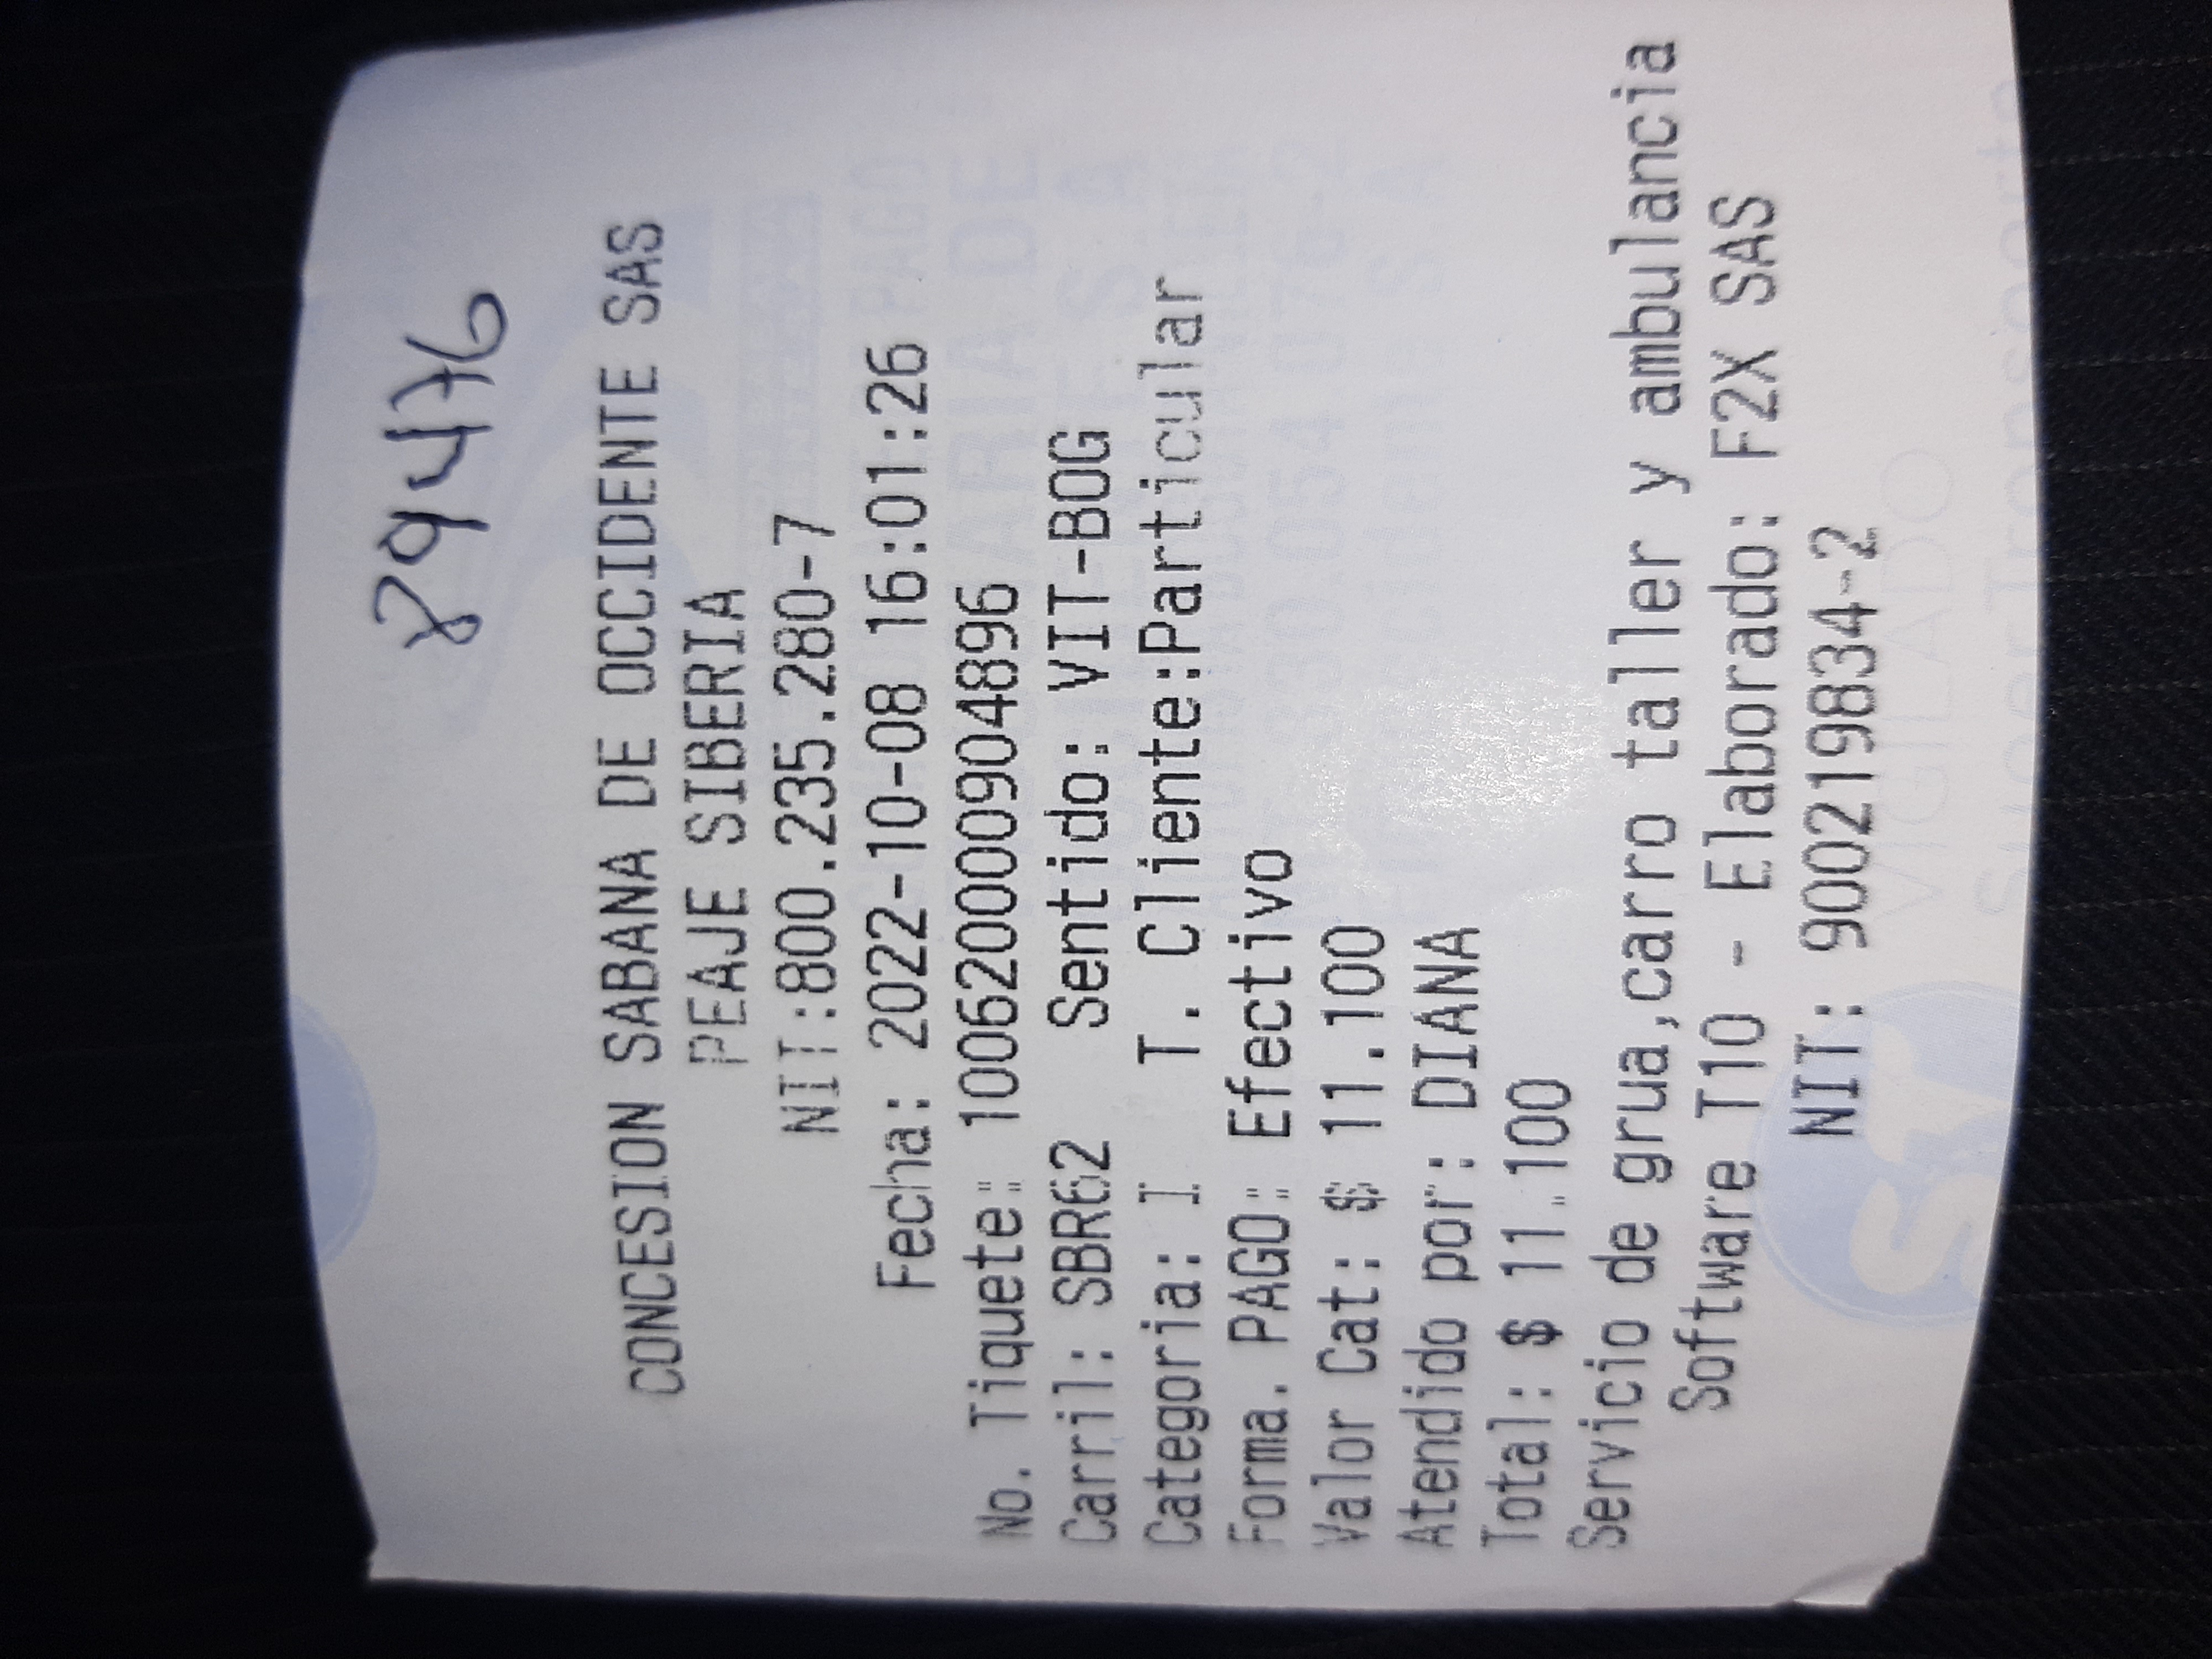 89476
CONCESION SABANA DE OCCIDENTE SAS
PEAJE SIBERIA
NIT:800.235.280-7
Fecha: 2022-10-08 16:01:26
No. Tiquete: 1006200009048​96
Carril: SBR62 Sentido: VIT-BOG
Categoria: I T. Cliente:Particular
Forma. PAGO: Efectivo
Valor Cat: $ 11.100
Atendido por: DIANA
Total: $ 11.100
Servicio de grua,carro taller y ambulancia
Software T10 - Elaborado: F2X SAS
NIT: 900219834-2